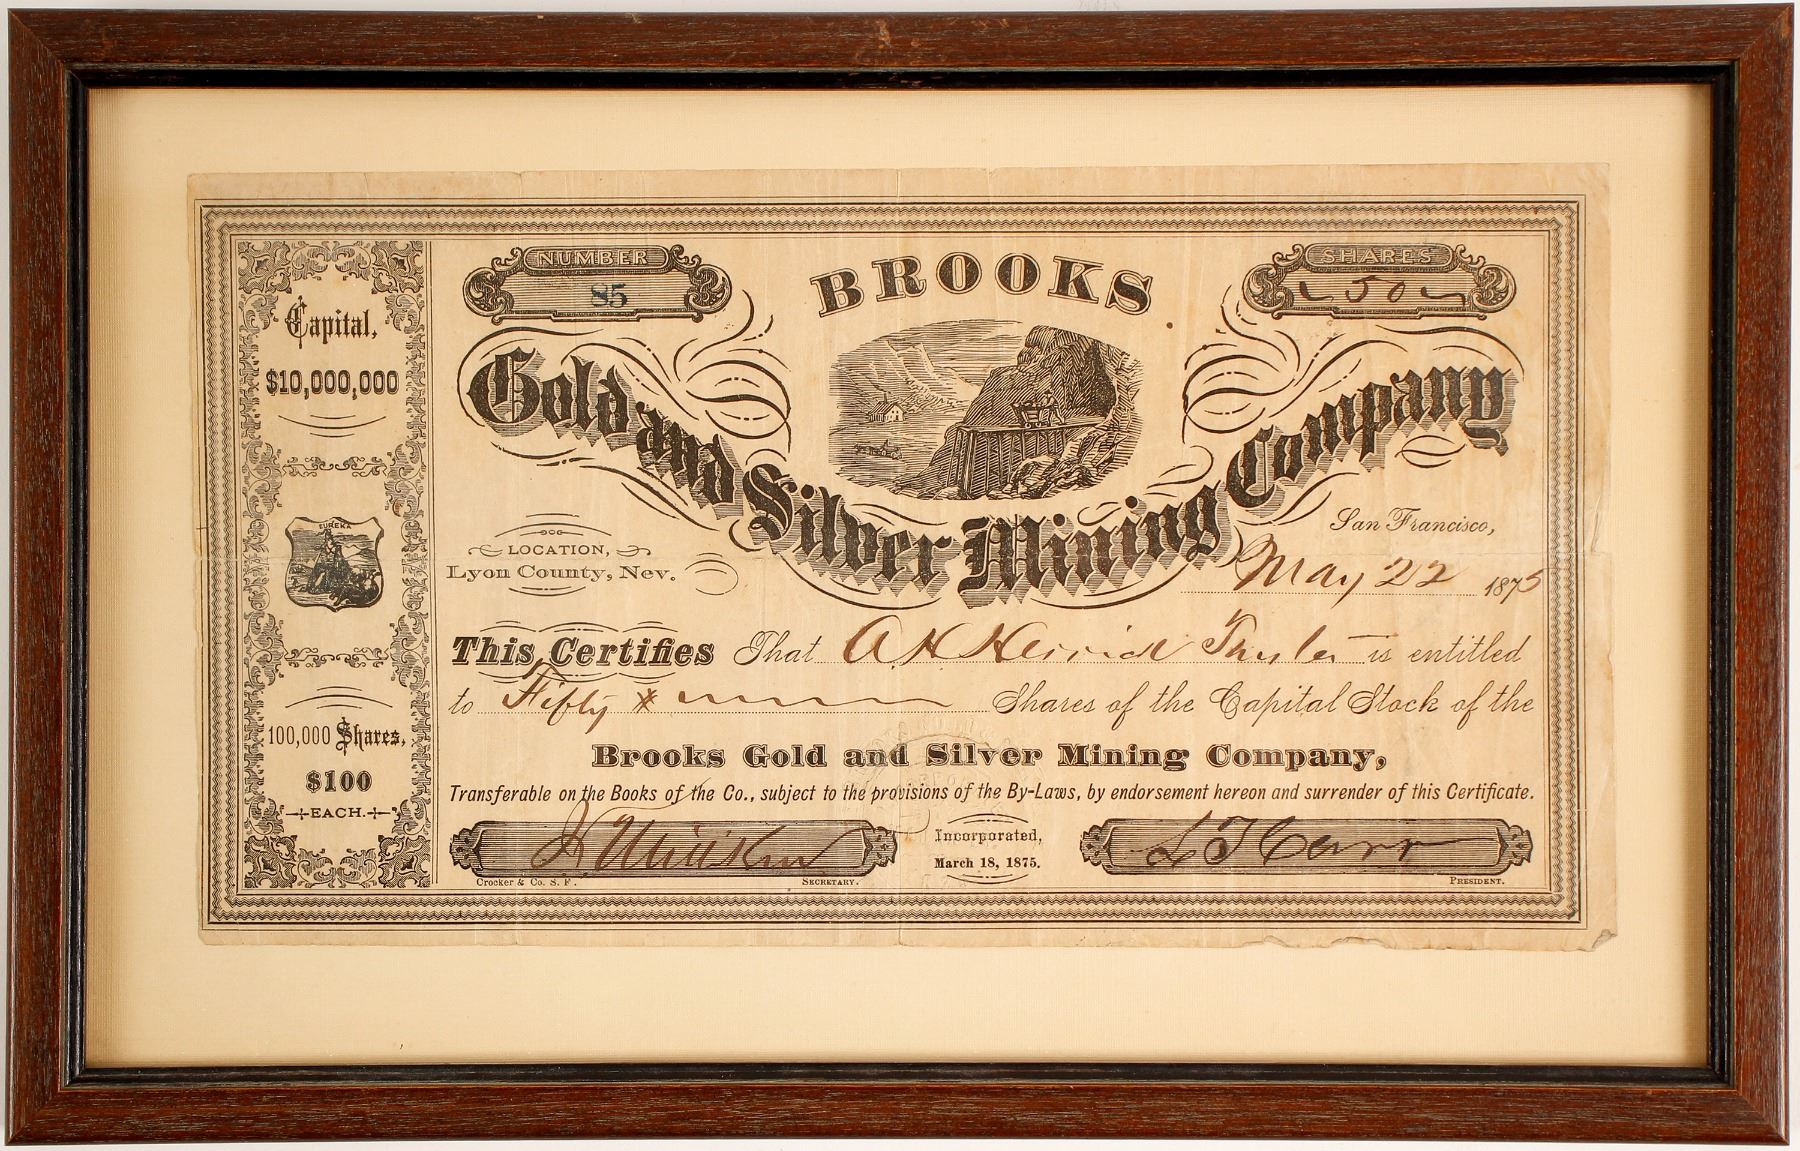 NUMBER
85
BROOKS
SHARES
50
Gold and Silver Mining Company
Capital,
$10,000,000
EUREKA
100,000 Shares,
$100
EACH.
LOCATION,
Lyon County, Nev.
San Francisco,
May 22 1875
This Certifies That A. H. Herrick Trustee is entitled
to Fifty Shares of the Capital Stock of the
Brooks Gold and Silver Mining Company,
Transferable on the Books of the Co., subject to the provisions of the By-Laws, by endorsement hereon and surrender of this Certificate.
Incorporated,
March 18, 1875.
L T Carr
Crocker & Co. S. F.
SECRETARY.
PRESIDENT.